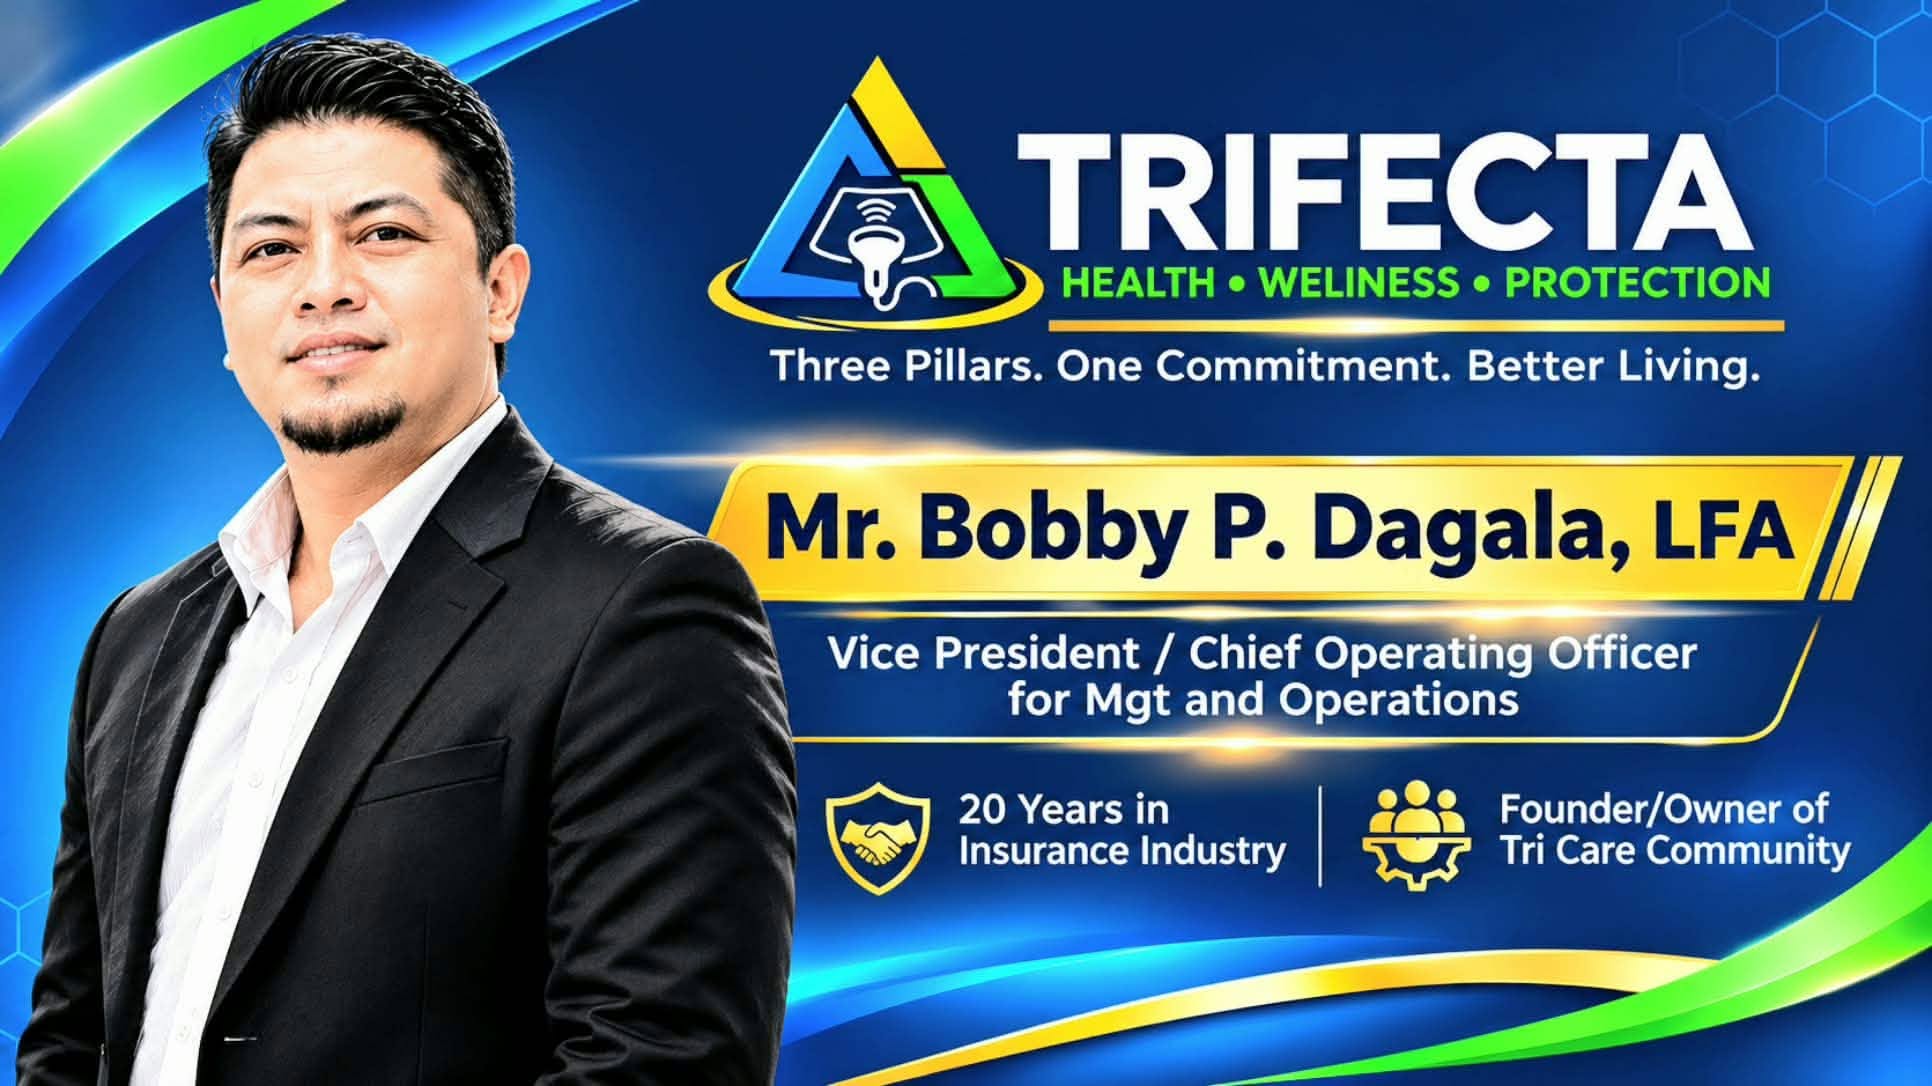 TRIFECTA
HEALTH • WELINESS • PROTECTION
Three Pillars. One Commitment. Better Living.
Mr. Bobby P. Dagala, LFA
Vice President / Chief Operating Officer
for Mgt and Operations
20 Years in
Insurance Industry
Founder/Owner of
Tri Care Community